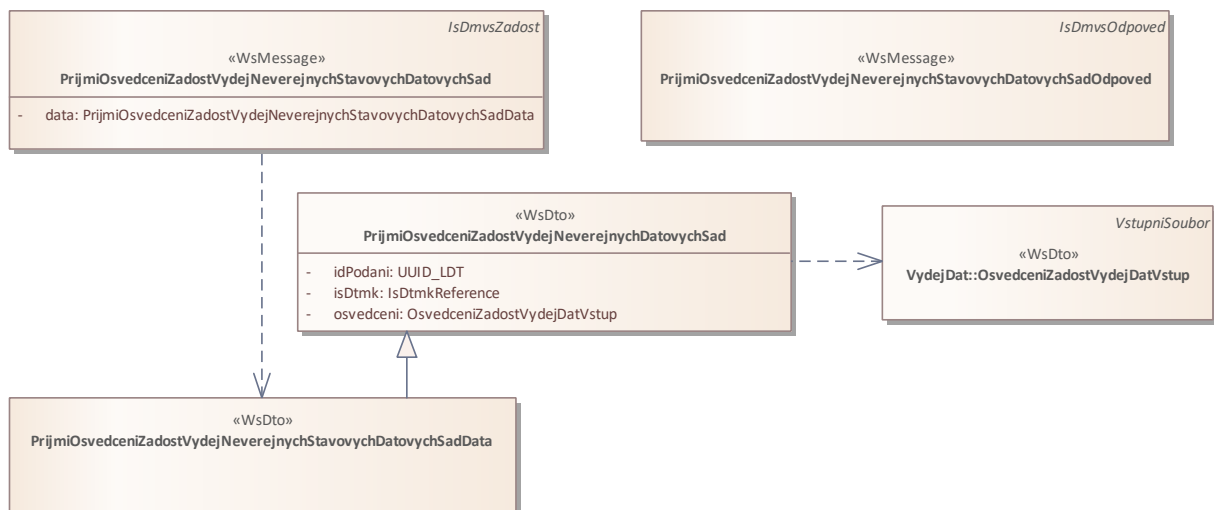 IsDmvsZadost
«WsMessage»
PrijmiOsvedceniZadostVydejNeverejnychStavovychDatovychSad
- data: PrijmiOsvedceniZadostVydejNeverejnychStavovychDatovychSadData
IsDmvsOdpoved
«WsMessage»
PrijmiOsvedceniZadostVydejNeverejnychStavovychDatovychSadOdpoved
«WsDto»
PrijmiOsvedceniZadostVydejNeverejnychDatovychSad
- idPodani: UUID_LDT
- isDtmk: IsDtmkReference
- osvedceni: OsvedceniZadostVydejDatVstup
VstupniSoubor
«WsDto»
VydejDat::OsvedceniZadostVydejDatVstup
«WsDto»
PrijmiOsvedceniZadostVydejNeverejnychStavovychDatovychSadData